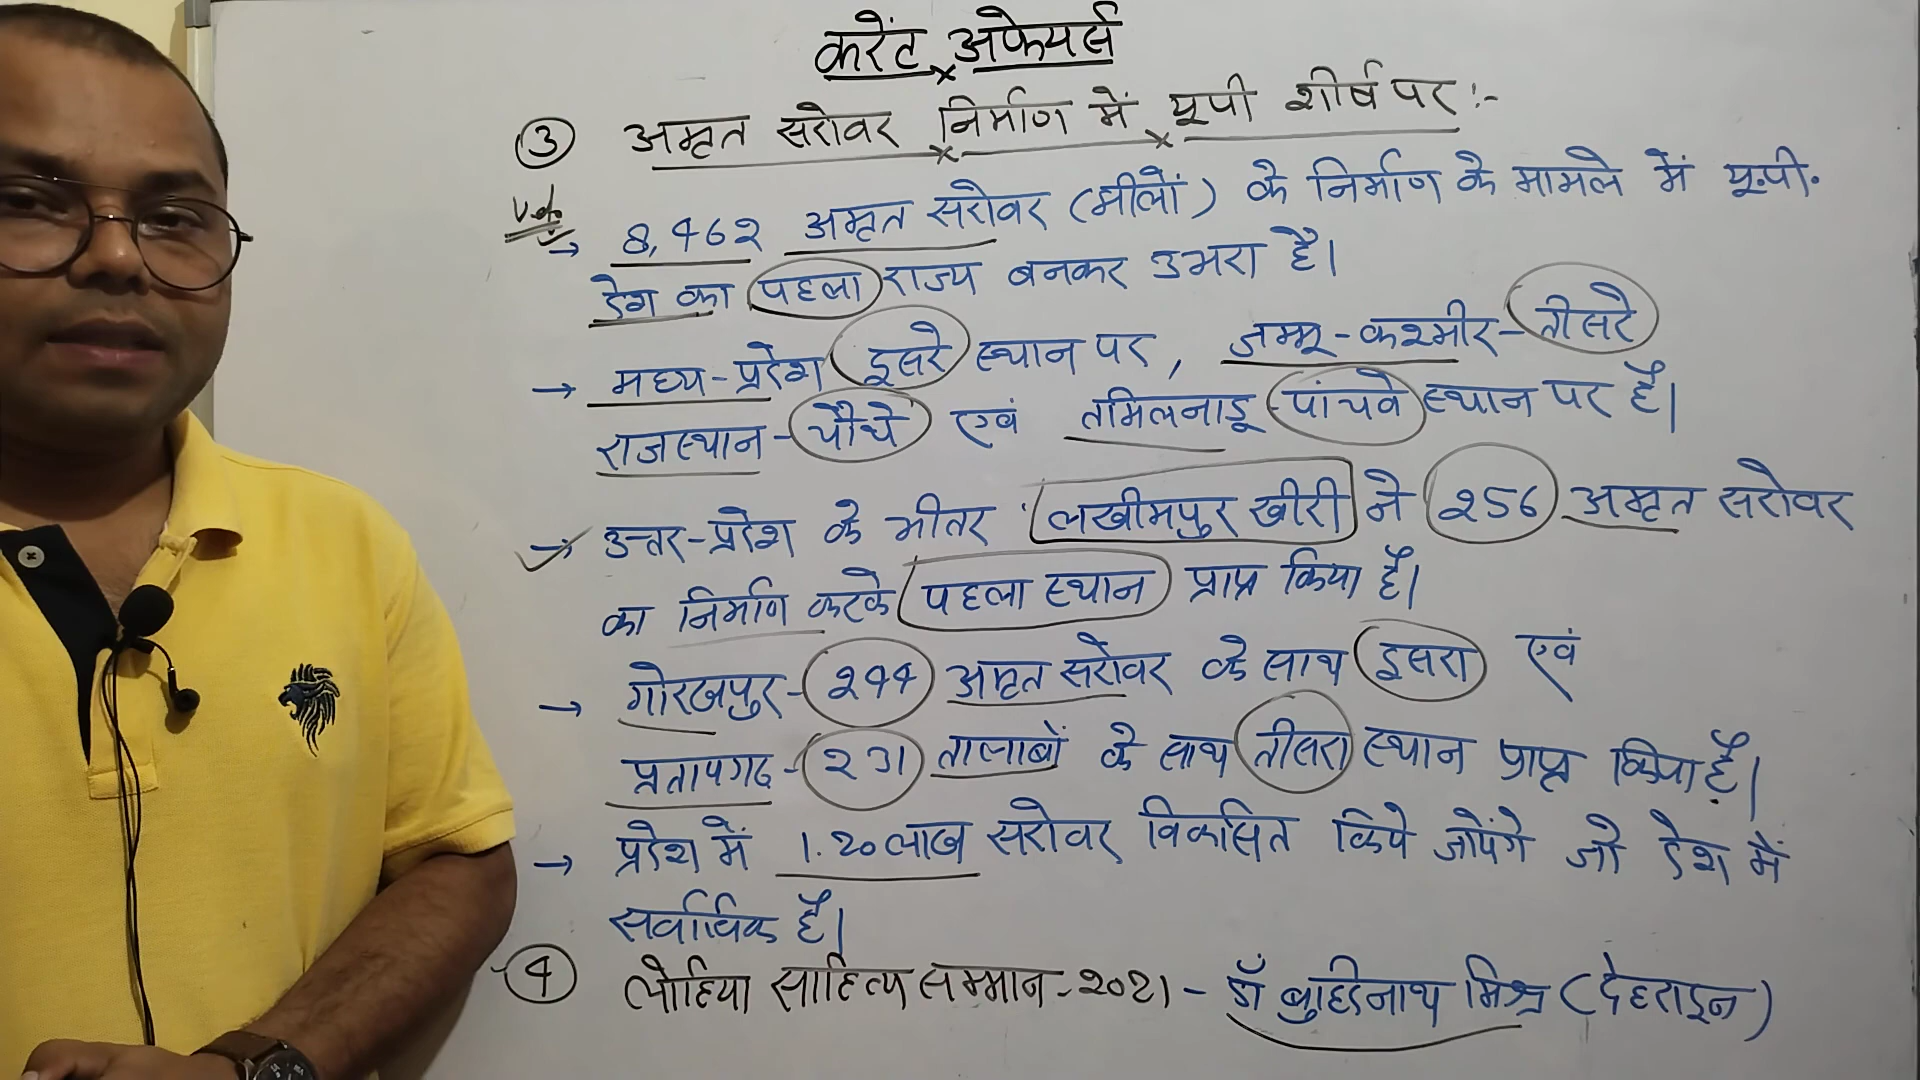 करेंट अफेयर्स
③ अमृत सरोवर निर्माण में यूपी शीर्ष पर :-
→ 8,462 अमृत सरोवर (झीलों) के निर्माण के मामले में यू.पी.
देश का पहला राज्य बनकर उभरा है।
→ मध्य-प्रदेश दूसरे स्थान पर, जम्मू-कश्मीर-तीसरे
राजस्थान-चौथे एवं तमिलनाडू-पांचवे स्थान पर है।
→ उत्तर-प्रदेश के भीतर लखीमपुर खीरी ने 256 अमृत सरोवर
का निर्माण करके पहला स्थान प्राप्त किया है।
→ गोरखपुर-244 अमृत सरोवर के साथ दूसरा एवं
प्रतापगढ-231 तालाबों के साथ तीसरा स्थान प्राप्त किया है।
→ प्रदेश में 1.20 लाख सरोवर विकसित किये जायेंगे जो देश में
सर्वाधिक है।
④ लोहिया साहित्य सम्मान-2021 - डॉ बुद्धिनाथ मिश्र (देहरादून)